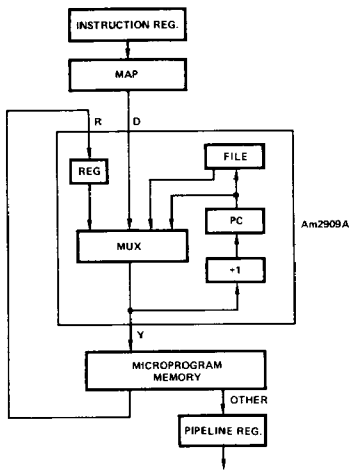 INSTRUCTION REG.
MAP
R
D
FILE
REG
PC
Am2909A
MUX
+1
Y
MICROPROGRAM
MEMORY
OTHER
PIPELINE REG.